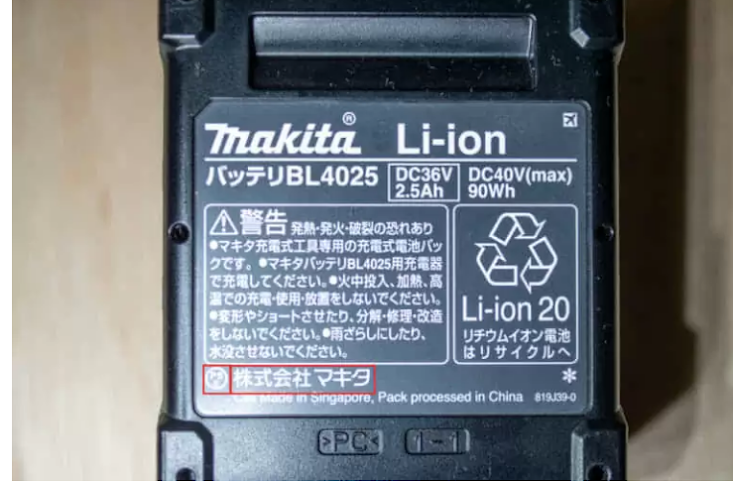 Makita® Li-ion
バッテリBL4025 DC36V 2.5Ah DC40V(max) 90Wh
⚠警告 発熱・発火・破裂の恐れあり
●マキタ充電式工具専用の充電式電池パッ
クです。●マキタバッテリBL4025用充電器
で充電してください。●火中投入、加熱、高
温での充電・使用・放置をしないでください。
●変形やショートさせたり、分解・修理・改造
をしないでください。●雨ざらしにしたり、
水没させないでください。
Li-ion 20
リチウムイオン電池
はリサイクルへ
PS E 株式会社 マキタ *
Cell Made in Singapore, Pack processed in China 819J39-0
>PC< 1-1